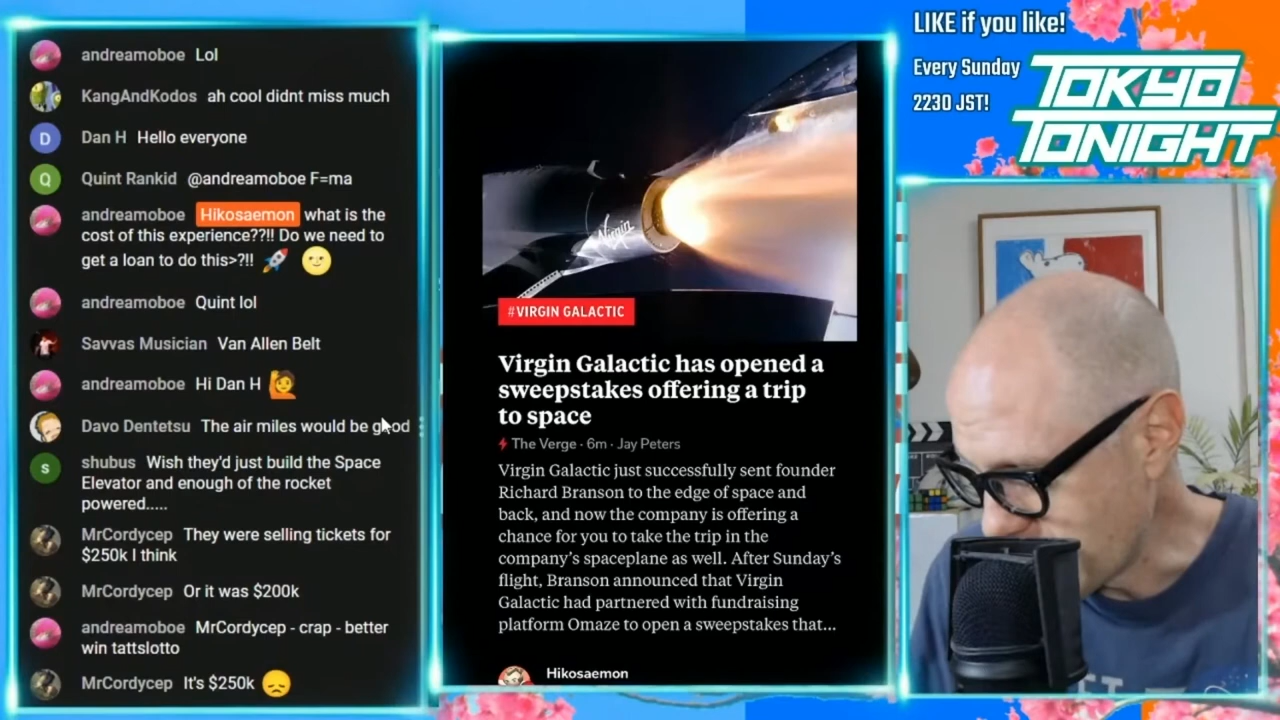 andreamoboe Lol
KangAndKodos ah cool didnt miss much
D
Dan H Hello everyone
Q
Quint Rankid @andreamoboe F=ma
andreamoboe Hikosaemon what is the
cost of this experience??!! Do we need to
get a loan to do this>?!! 🚀 🌝
andreamoboe Quint lol
Savvas Musician Van Allen Belt
andreamoboe Hi Dan H 🙋
Davo Dentetsu The air miles would be good
s
shubus Wish they'd just build the Space
Elevator and enough of the rocket
powered.....
MrCordycep They were selling tickets for
$250k I think
MrCordycep Or it was $200k
andreamoboe MrCordycep - crap - better
win tattslotto
MrCordycep It's $250k 😞
Virgin
#VIRGIN GALACTIC
Virgin Galactic has opened a
sweepstakes offering a trip
to space
The Verge · 6m · Jay Peters
Virgin Galactic just successfully sent founder
Richard Branson to the edge of space and
back, and now the company is offering a
chance for you to take the trip in the
company's spaceplane as well. After Sunday's
flight, Branson announced that Virgin
Galactic had partnered with fundraising
platform Omaze to open a sweepstakes that...
Hikosaemon
LIKE if you like!
Every Sunday
2230 JST!
TOKYO
TONIGHT